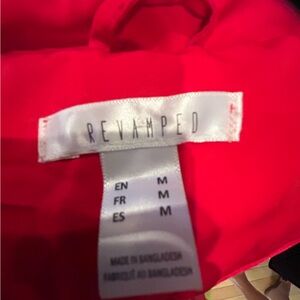 REVAMPED
EN M
FR M
ES M
MADE IN BANGLADESH
FABRIQUÉ AU BANGLADESH